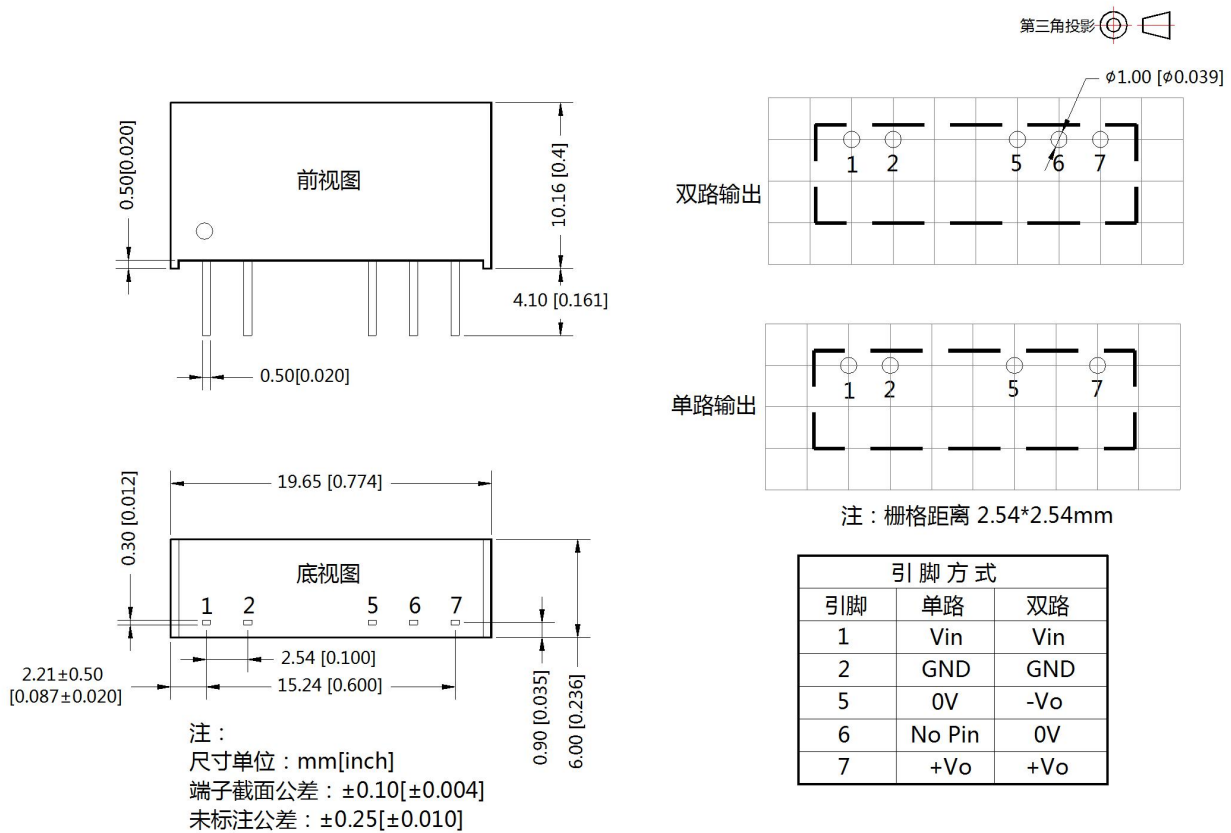 第三角投影
ϕ1.00 [ϕ0.039]
0.50[0.020]
前视图
10.16 [0.4]
4.10 [0.161]
0.50[0.020]
双路输出
1 2 5 6 7
单路输出
1 2 5 7
注：栅格距离 2.54*2.54mm
19.65 [0.774]
0.30 [0.012]
底视图
1 2 5 6 7
2.54 [0.100]
15.24 [0.600]
2.21±0.50
[0.087±0.020]
0.90 [0.035]
6.00 [0.236]
注：
尺寸单位：mm[inch]
端子截面公差：±0.10[±0.004]
未标注公差：±0.25[±0.010]
引脚方式
引脚 单路 双路
1 Vin Vin
2 GND GND
5 0V -Vo
6 No Pin 0V
7 +Vo +Vo